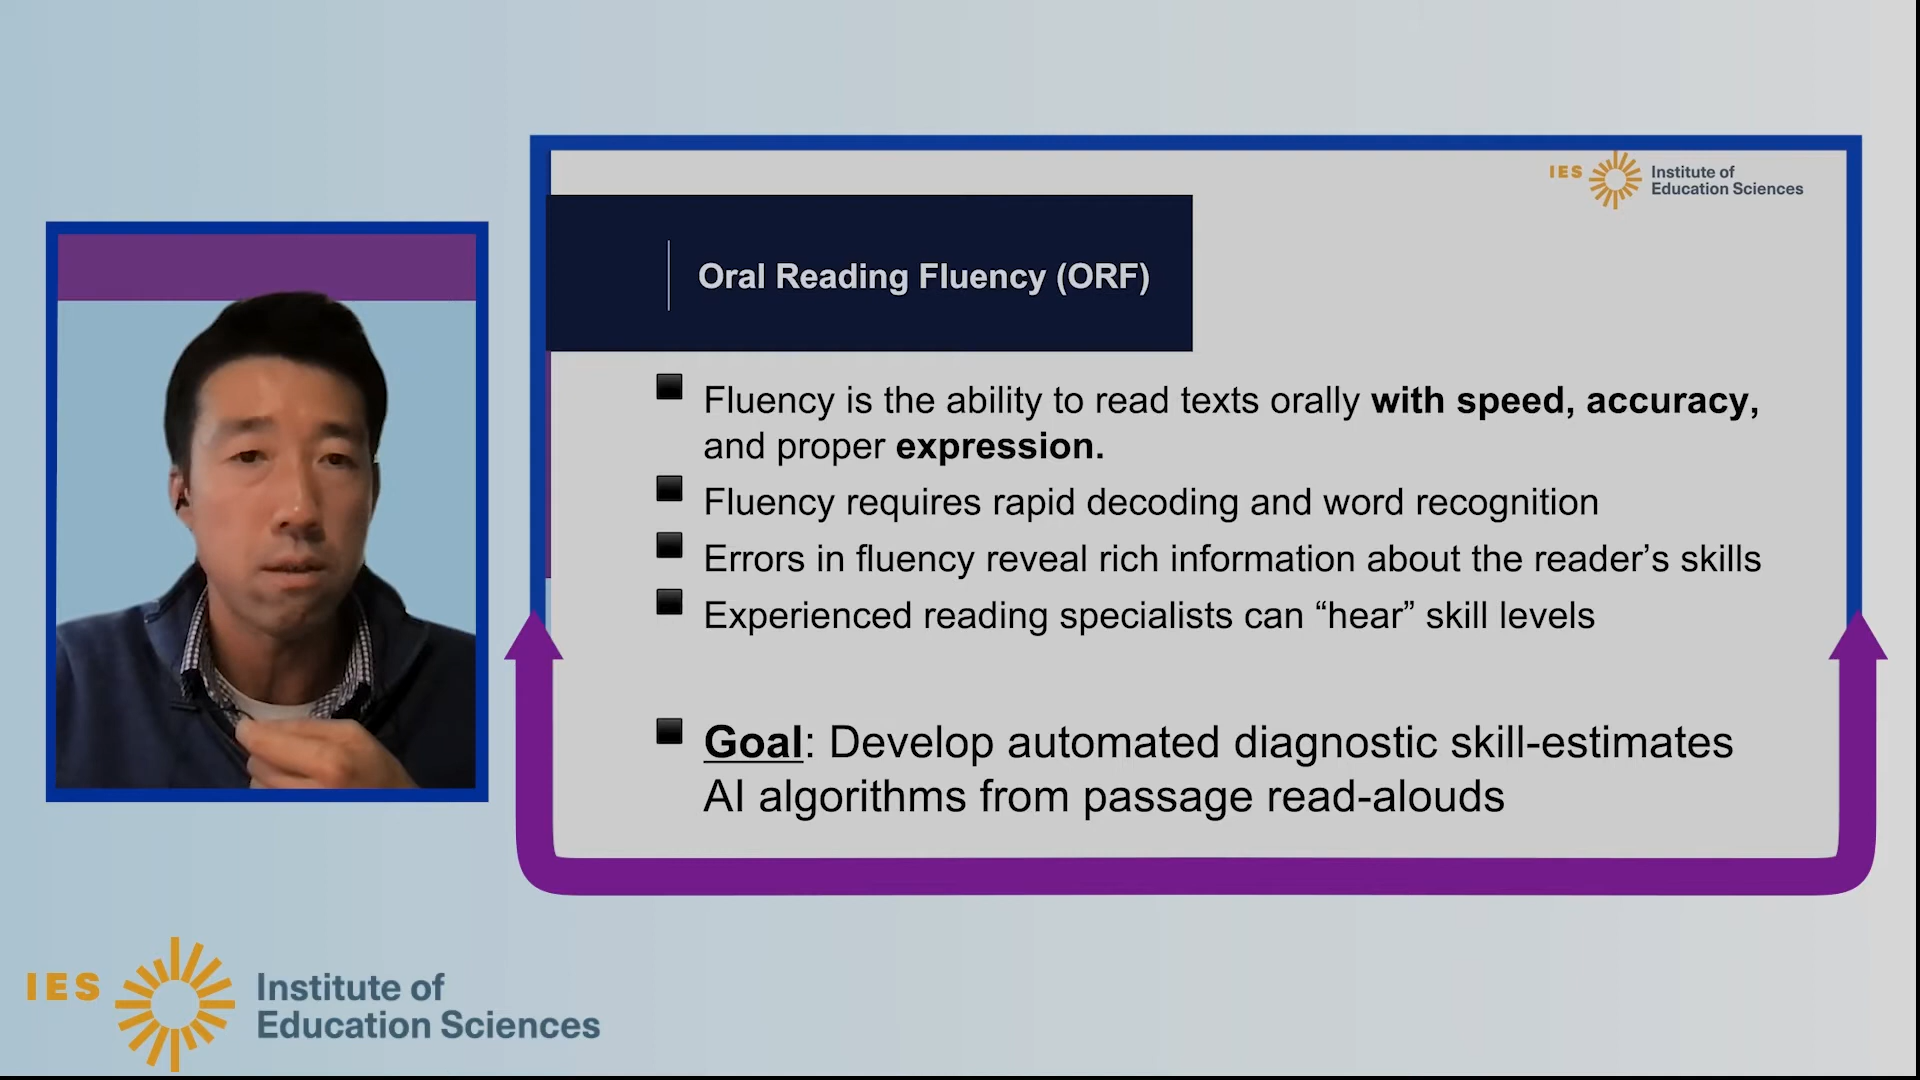 IES Institute of
Education Sciences
Oral Reading Fluency (ORF)
Fluency is the ability to read texts orally with speed, accuracy,
and proper expression.
Fluency requires rapid decoding and word recognition
Errors in fluency reveal rich information about the reader’s skills
Experienced reading specialists can “hear” skill levels
Goal: Develop automated diagnostic skill-estimates
AI algorithms from passage read-alouds
IES Institute of
Education Sciences